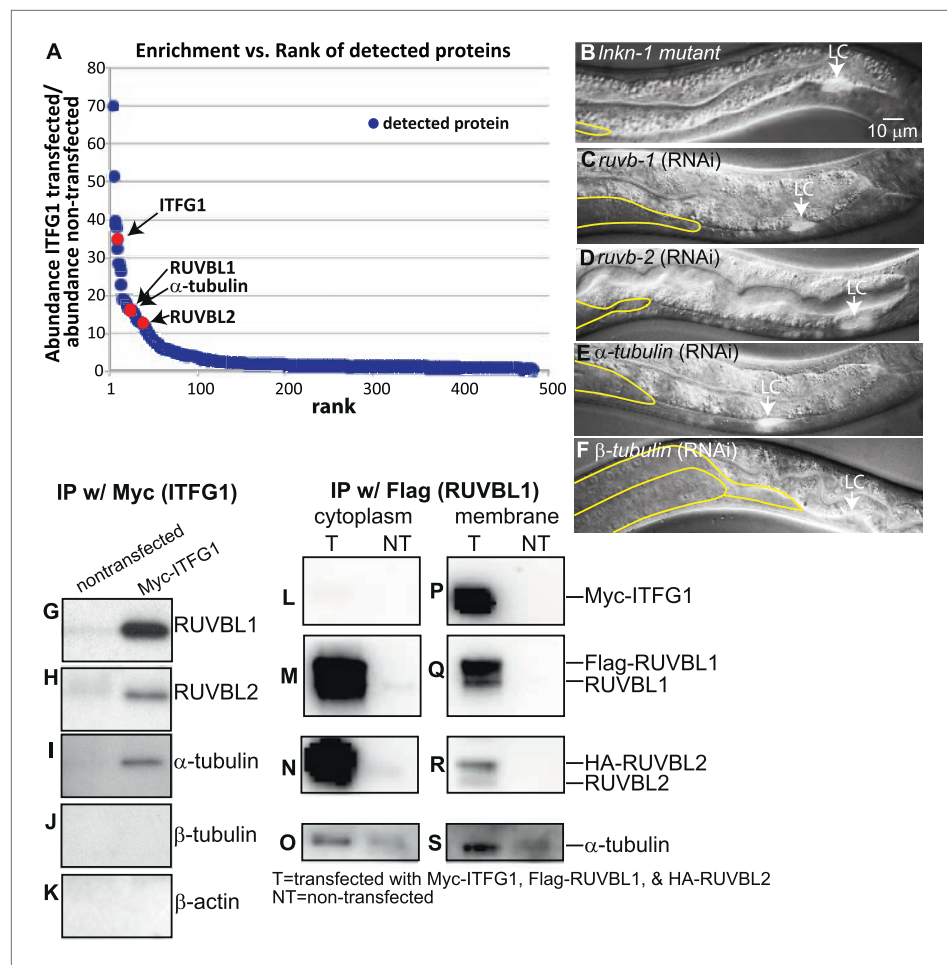 A
Enrichment vs. Rank of detected proteins
Abundance ITFG1 transfected/
abundance non-transfected
80
70
60
50
40
30
20
10
0
detected protein
ITFG1
RUVBL1
α-tubulin
RUVBL2
1 100 200 300 400 500
rank
B lnkn-1 mutant
LC
10 µm
C ruvb-1 (RNAi)
LC
D ruvb-2 (RNAi)
LC
E α-tubulin (RNAi)
LC
F β-tubulin (RNAi)
LC
IP w/ Myc (ITFG1)
nontransfected
Myc-ITFG1
G RUVBL1
H RUVBL2
I α-tubulin
J β-tubulin
K β-actin
IP w/ Flag (RUVBL1)
cytoplasm membrane
T NT T NT
L P Myc-ITFG1
M Q Flag-RUVBL1
RUVBL1
N R HA-RUVBL2
RUVBL2
O S α-tubulin
T=transfected with Myc-ITFG1, Flag-RUVBL1, & HA-RUVBL2
NT=non-transfected